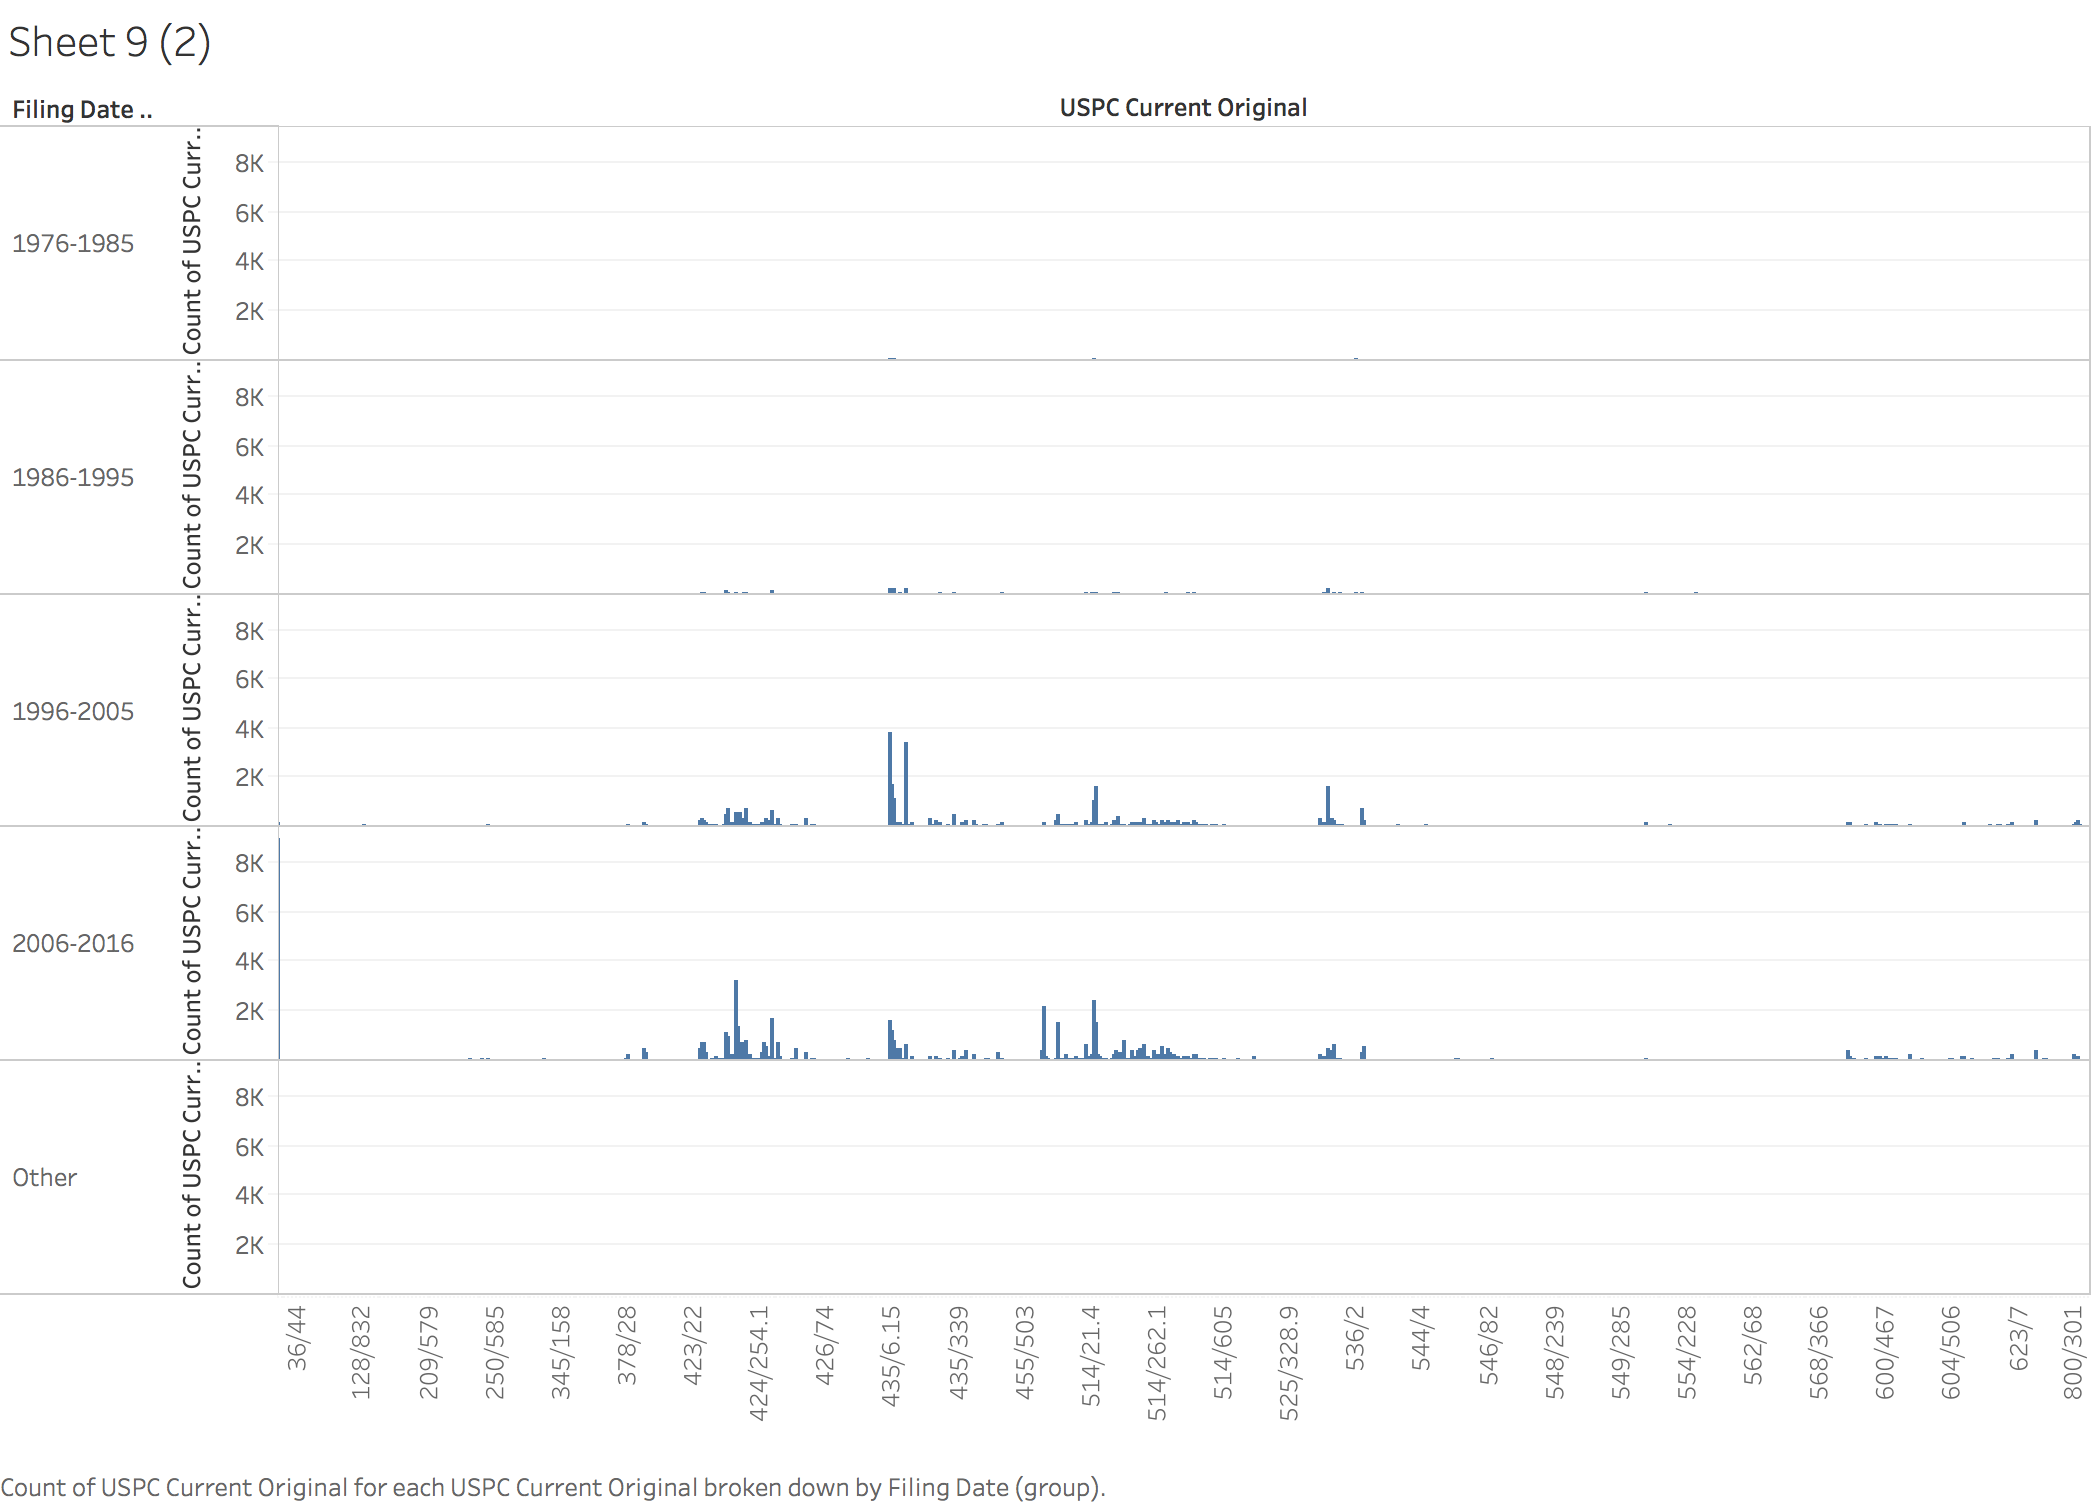 Sheet 9 (2)
Filing Date ..
USPC Current Original
1976-1985
Count of USPC Curr..
8K
6K
4K
2K
1986-1995
Count of USPC Curr..
8K
6K
4K
2K
1996-2005
Count of USPC Curr..
8K
6K
4K
2K
2006-2016
Count of USPC Curr..
8K
6K
4K
2K
Other
Count of USPC Curr..
8K
6K
4K
2K
36/44
128/832
209/579
250/585
345/158
378/28
423/22
424/254.1
426/74
435/6.15
435/339
455/503
514/21.4
514/262.1
514/605
525/328.9
536/2
544/4
546/82
548/239
549/285
554/228
562/68
568/366
600/467
604/506
623/7
800/301
Count of USPC Current Original for each USPC Current Original broken down by Filing Date (group).